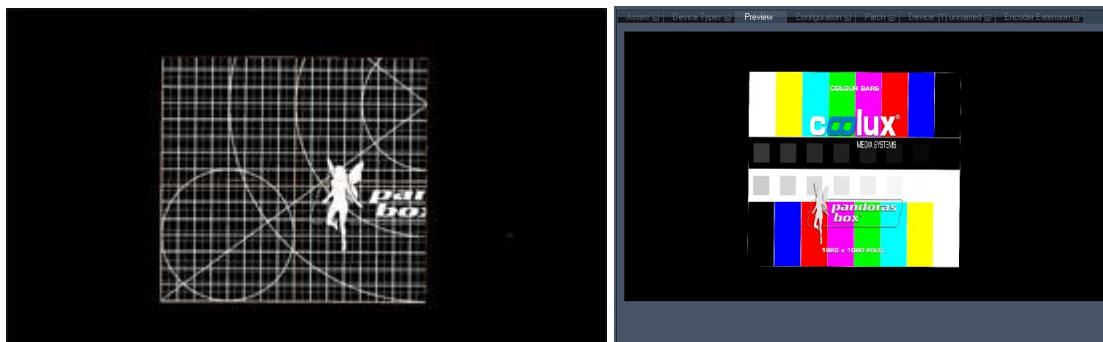 pan
box
Assets Device Types Preview Configuration Patch Device: [1] unnamed Encoder Extension
COLOUR BARS
coolux®
MEDIA SYSTEMS
pandoras
box
1920 x 1080 PIXEL